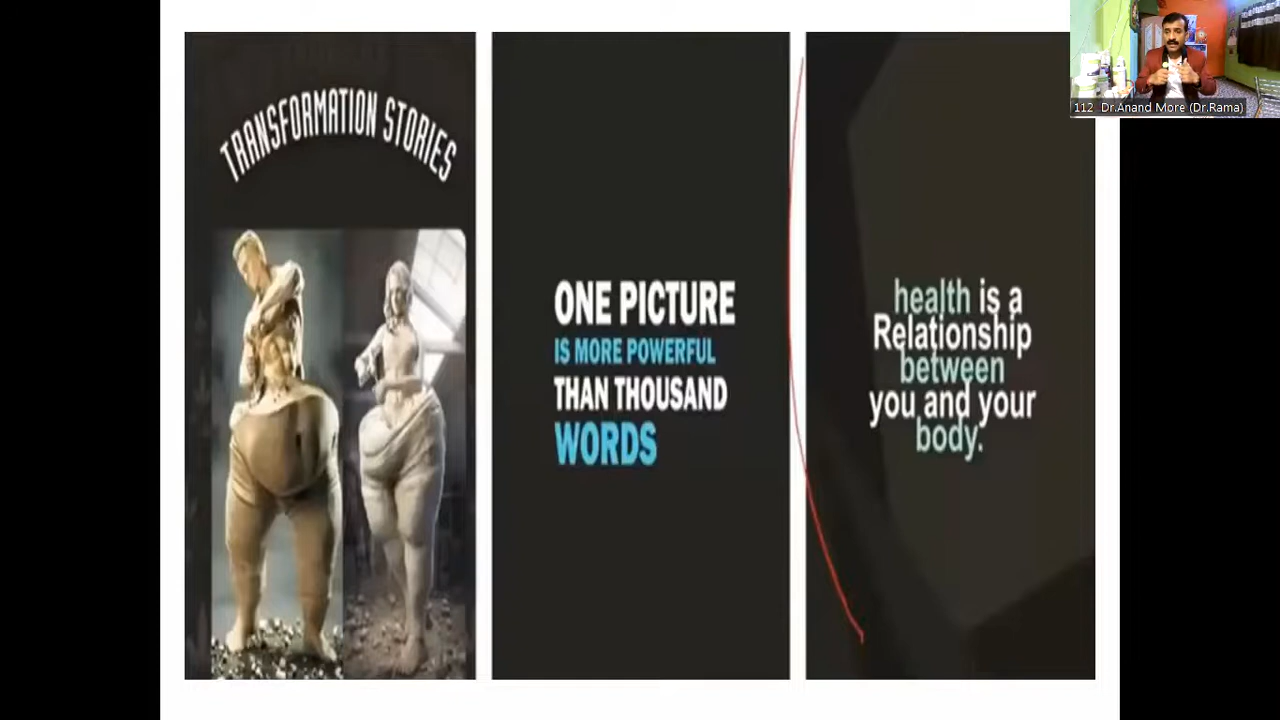 TRANSFORMATION STORIES
ONE PICTURE
IS MORE POWERFUL
THAN THOUSAND
WORDS
health is a
Relationship
between
you and your
body.
112 Dr.Anand More (Dr.Rama)